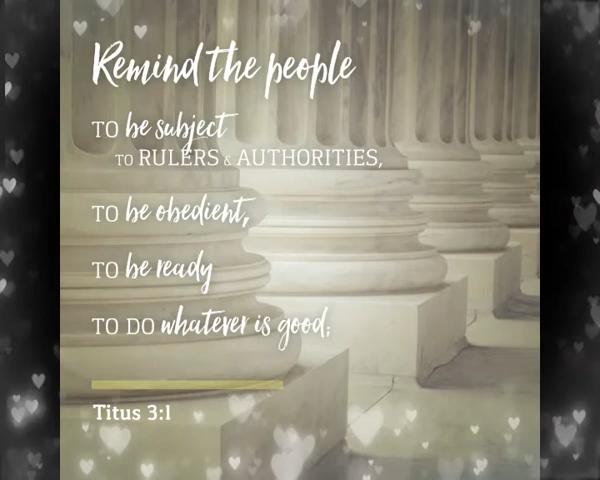 Remind the people
TO be subject
TO RULERS & AUTHORITIES,
TO be obedient,
TO be ready
TO DO whatever is good;
Titus 3:1